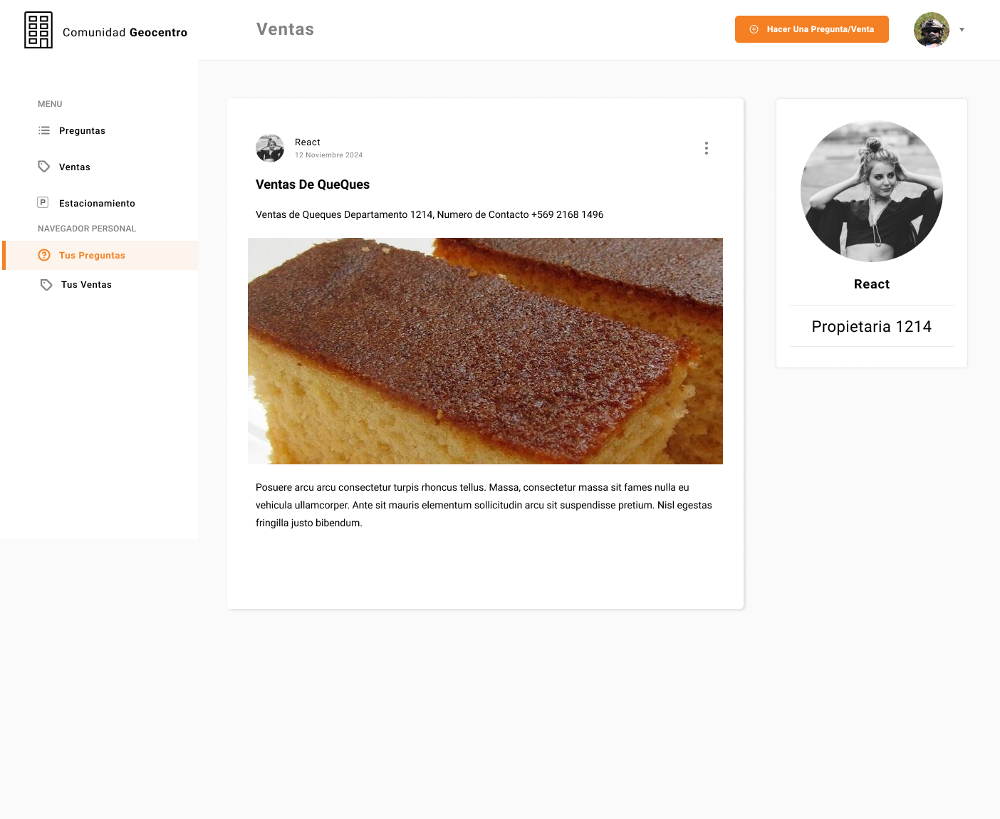 Comunidad Geocentro
Ventas
Hacer Una Pregunta/Venta
MENU
Preguntas
Ventas
P
Estacionamiento
NAVEGADOR PERSONAL
Tus Preguntas
Tus Ventas
React
12 Noviembre 2024
Ventas De QueQues
Ventas de Queques Departamento 1214, Numero de Contacto +569 2168 1496
Posuere arcu arcu consectetur turpis rhoncus tellus. Massa, consectetur massa sit fames nulla eu
vehicula ullamcorper. Ante sit mauris elementum sollicitudin arcu sit suspendisse pretium. Nisl egestas
fringilla justo bibendum.
React
Propietaria 1214